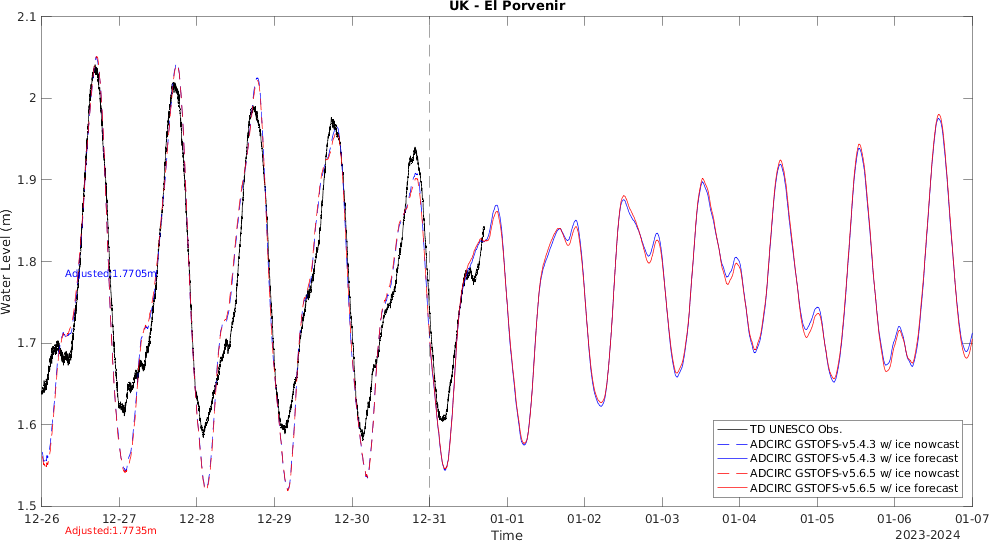 UK - El Porvenir
2.1
2
1.9
1.8
1.7
1.6
1.5
Water Level (m)
Adjusted:1.7705m
Adjusted:1.7735m
TD UNESCO Obs.
ADCIRC GSTOFS-v5.4.3 w/ ice nowcast
ADCIRC GSTOFS-v5.4.3 w/ ice forecast
ADCIRC GSTOFS-v5.6.5 w/ ice nowcast
ADCIRC GSTOFS-v5.6.5 w/ ice forecast
12-26 12-27 12-28 12-29 12-30 12-31 01-01 01-02 01-03 01-04 01-05 01-06 01-07
Time
2023-2024